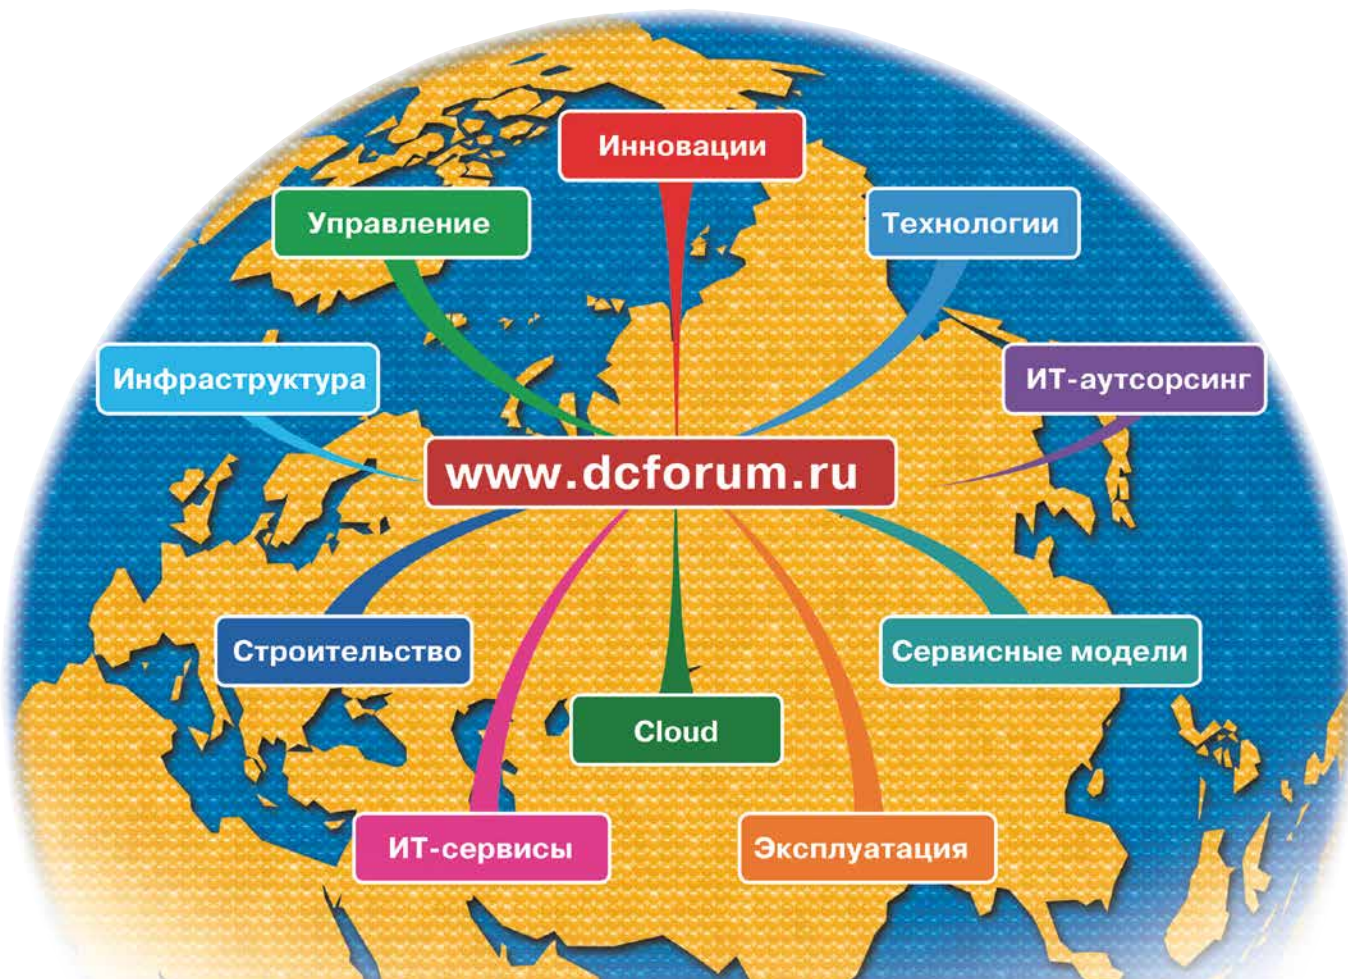 Инновации
Управление
Технологии
Инфраструктура
ИТ-аутсорсинг
www.dcforum.ru
Строительство
Сервисные модели
Cloud
ИТ-сервисы
Эксплуатация